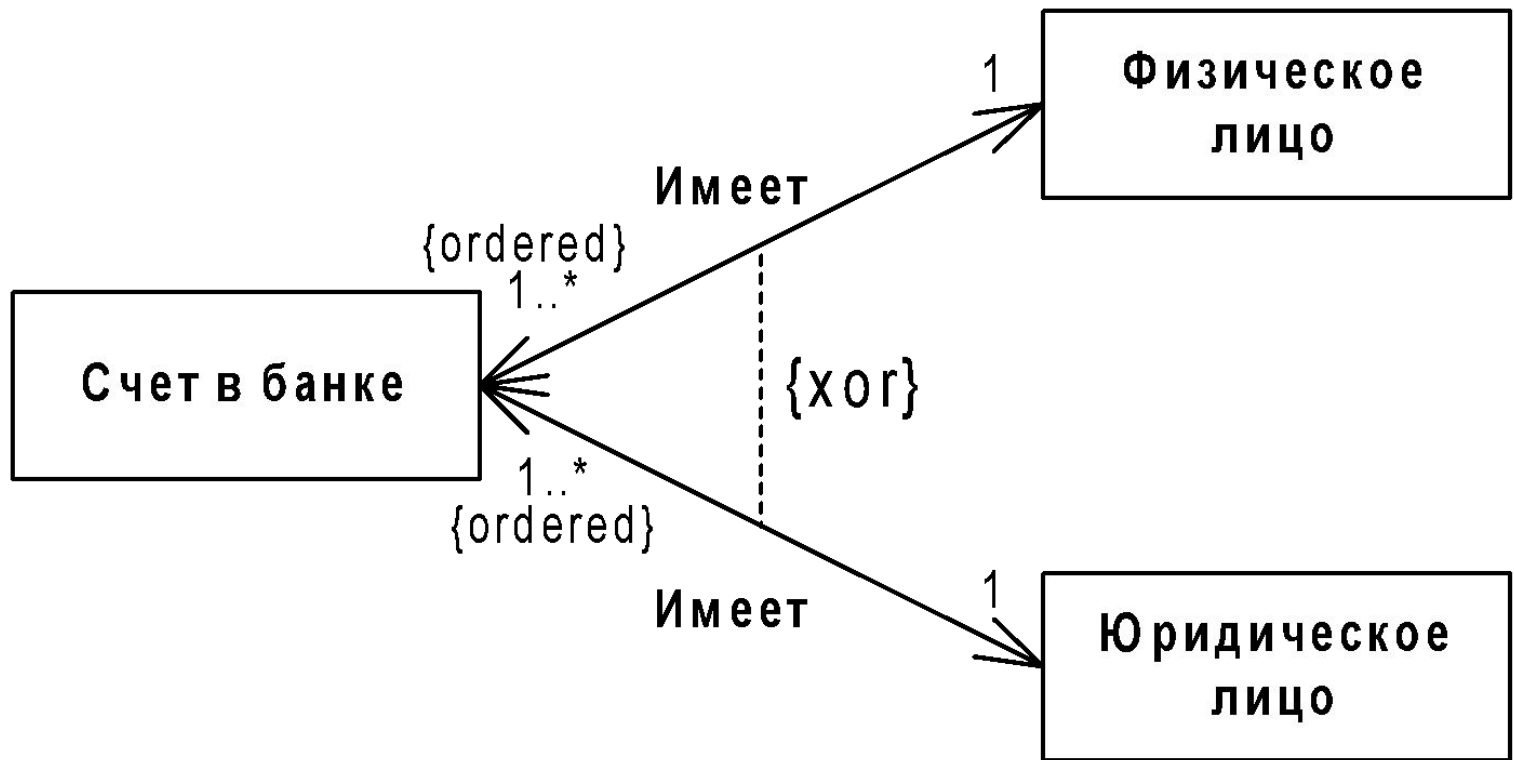 1
Физическое
лицо
Имеет
{ordered}
1..*
Счет в банке
{xor}
1..*
{ordered}
Имеет
1
Юридическое
лицо